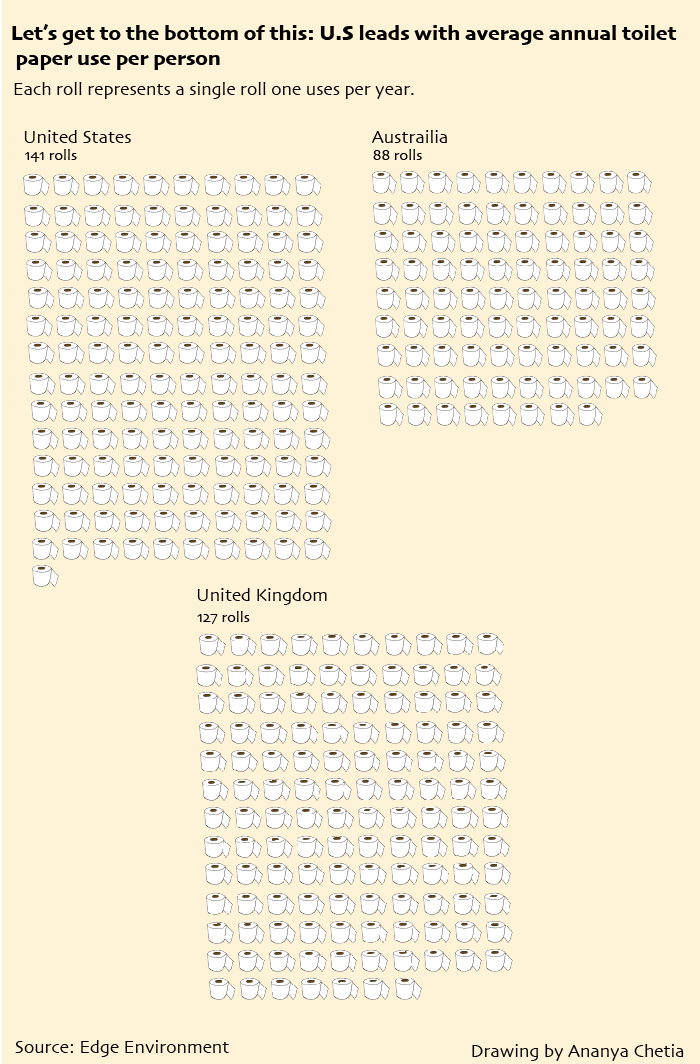 Let's get to the bottom of this: U.S leads with average annual toilet
paper use per person
Each roll represents a single roll one uses per year.
United States
141 rolls
Austrailia
88 rolls
United Kingdom
127 rolls
Source: Edge Environment
Drawing by Ananya Chetia